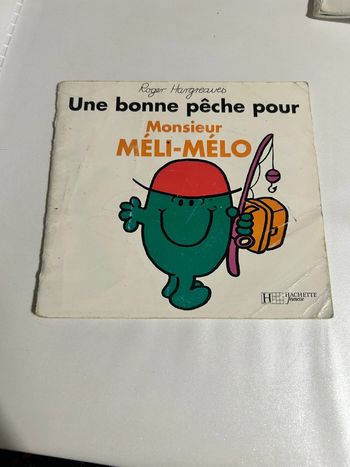 Roger Hargreaves
Une bonne pêche pour
Monsieur
MÉLI-MÉLO
H HACHETTE
Jeunesse